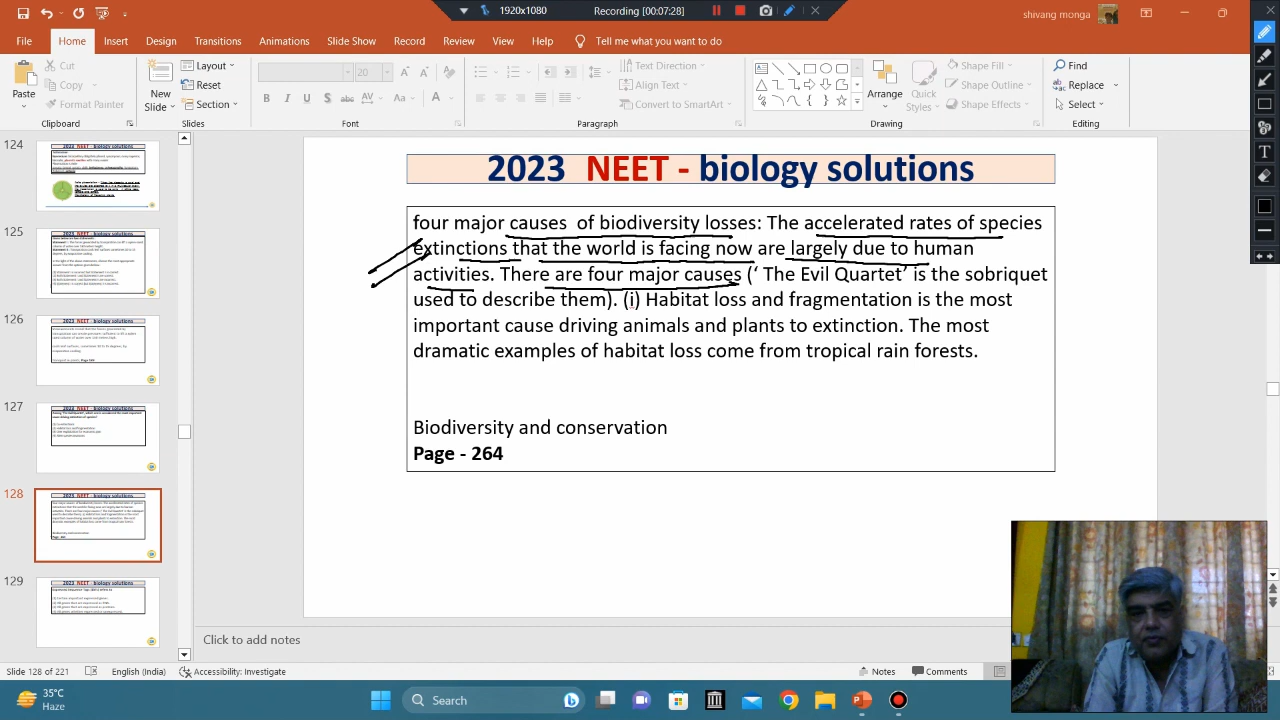 1920x1080
Recording [00:07:28]
shivang monga
File Home Insert Design Transitions Animations Slide Show Record Review View Help Tell me what you want to do
Paste
Cut
Copy
Format Painter
Clipboard
New Slide
Layout
Reset
Section
Slides
20
Font
Text Direction
Align Text
Convert to SmartArt
Paragraph
Arrange
Quick Styles
Shape Fill
Shape Outline
Shape Effects
Drawing
Find
Replace
Select
Editing
124
125
126
127
128
129
2023 NEET - biology solutions
four major causes of biodiversity losses: The accelerated rates of species
extinctions that the world is facing now is largely due to human
activities. There are four major causes (‘ The Evil Quartet’ is the sobriquet
used to describe them). (i) Habitat loss and fragmentation is the most
important cause driving animals and plants to extinction. The most
dramatic examples of habitat loss come from tropical rain forests.
Biodiversity and conservation
Page - 264
Click to add notes
Slide 128 of 221 English (India) Accessibility: Investigate Notes Comments
35°C
Haze
Search